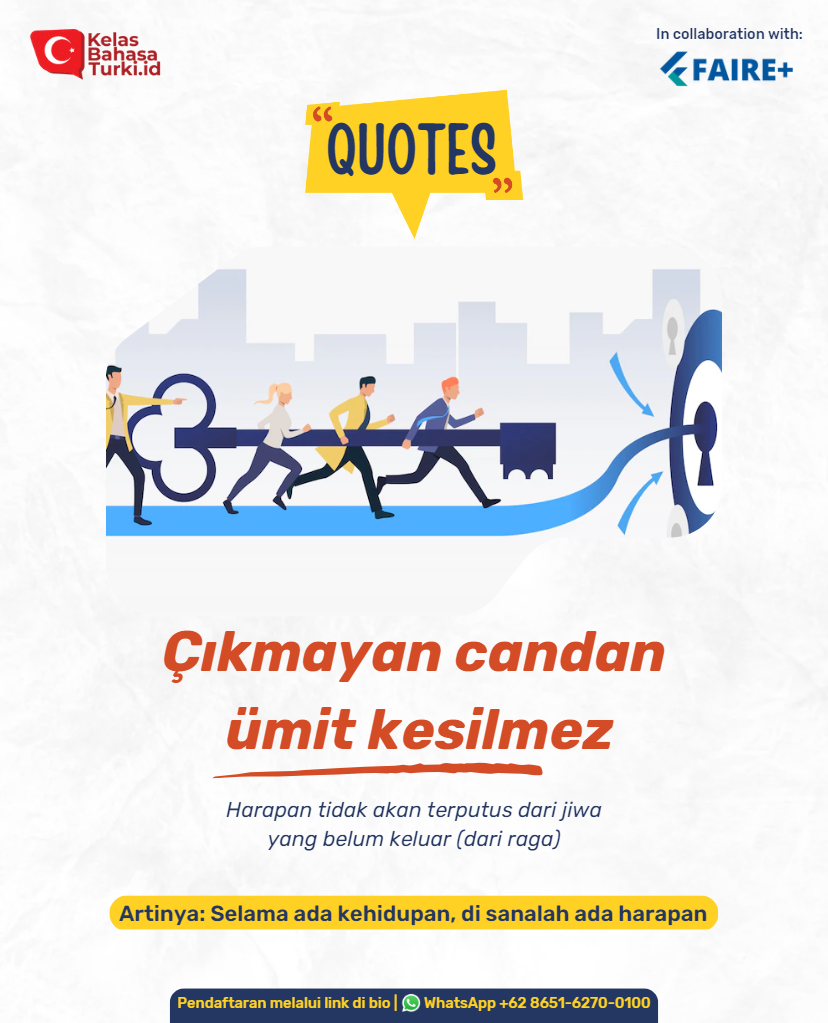 Kelas
Bahasa
Turki.id
In collaboration with:
FAIRE+
“QUOTES”
Çıkmayan candan
ümit kesilmez
Harapan tidak akan terputus dari jiwa
yang belum keluar (dari raga)
Artinya: Selama ada kehidupan, di sanalah ada harapan
Pendaftaran melalui link di bio | WhatsApp +62 8651-6270-0100